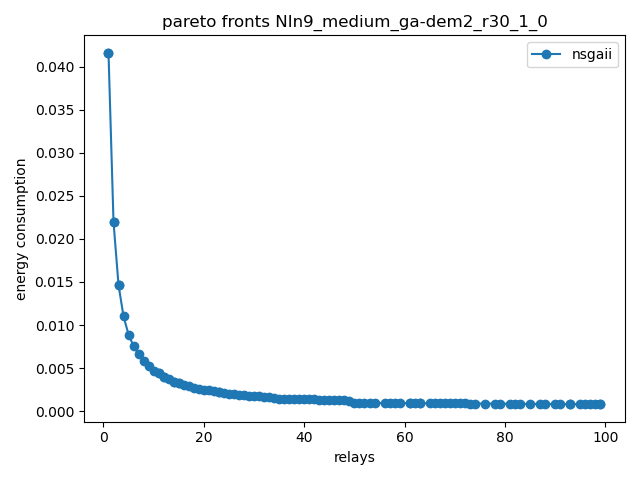 pareto fronts NIn9_medium_ga-dem2_r30_1_0
nsgaii
0.040
0.035
0.030
0.025
0.020
0.015
0.010
0.005
0.000
energy consumption
0 20 40 60 80 100
relays